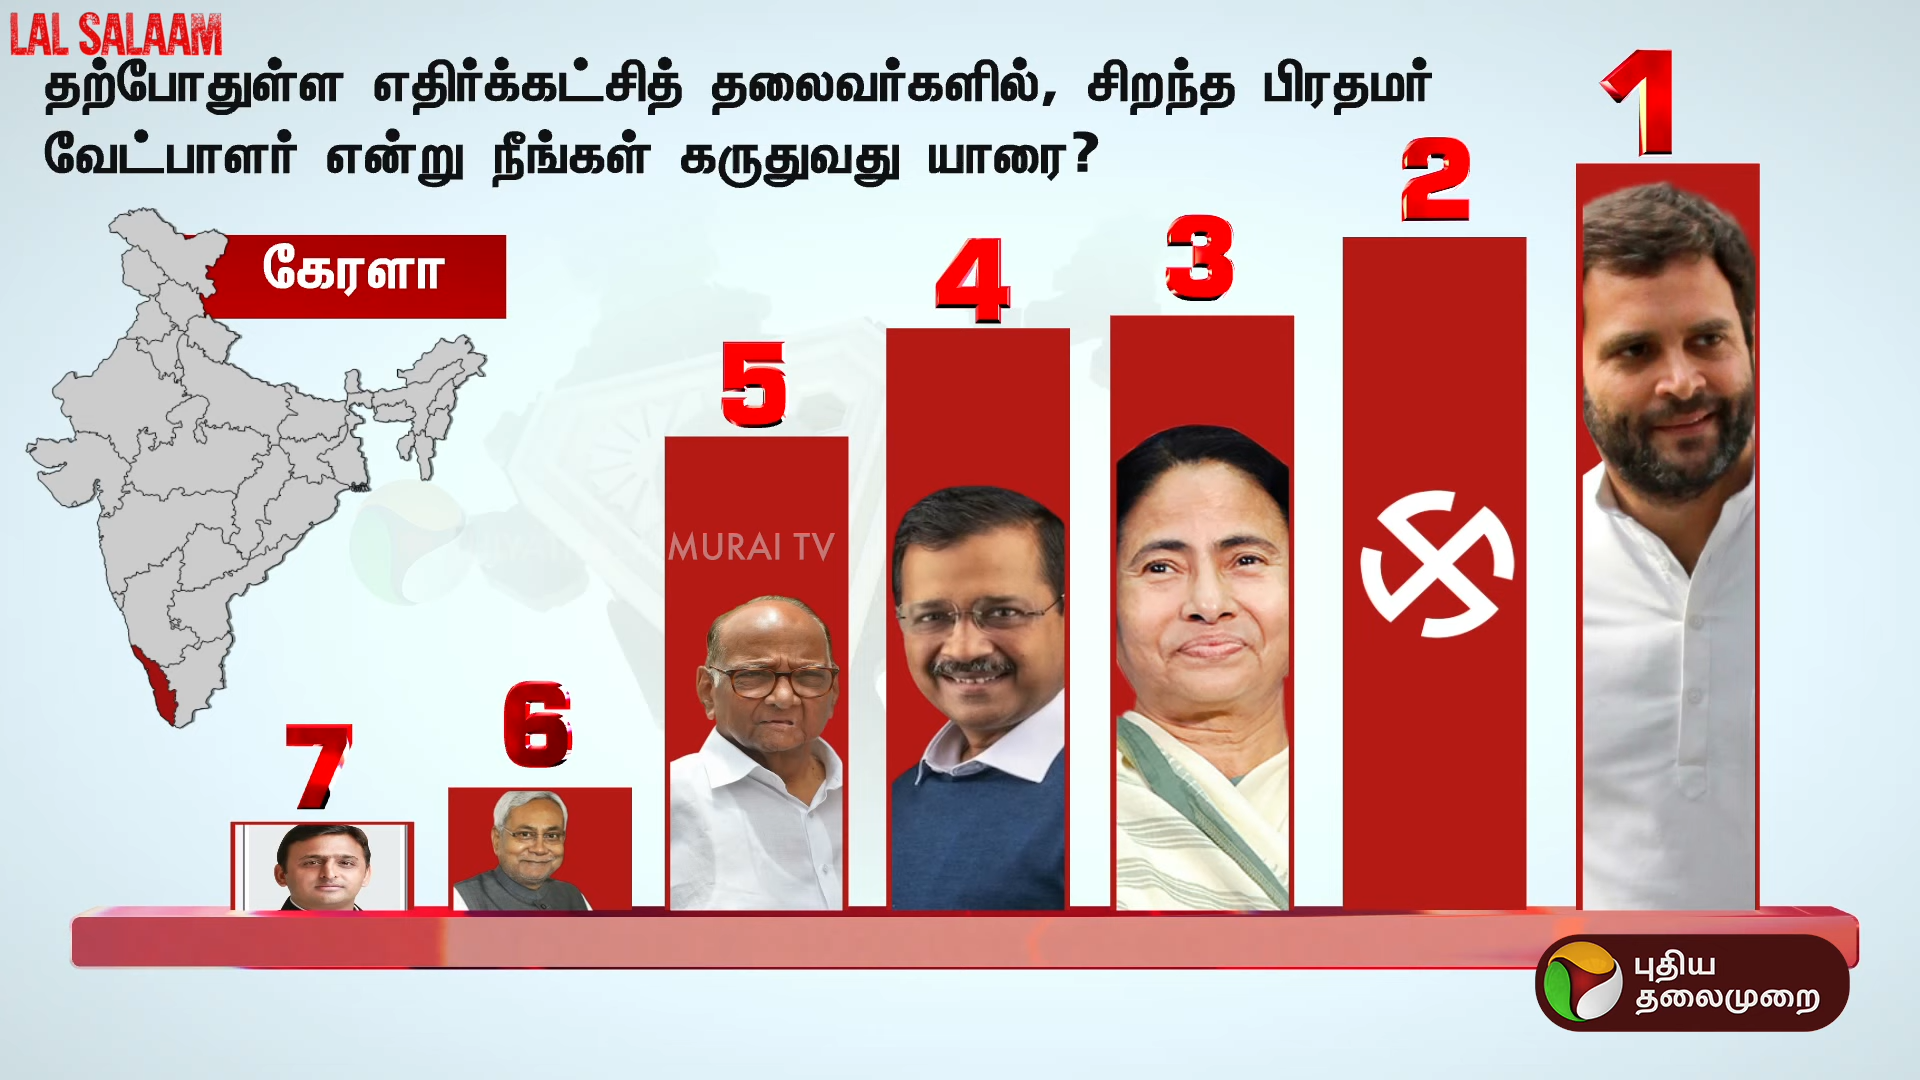 LAL SALAAM
தற்போதுள்ள எதிர்க்கட்சித் தலைவர்களில், சிறந்த பிரதமர்
வேட்பாளர் என்று நீங்கள் கருதுவது யாரை?
கேரளா
1
2
3
4
5
6
7
MURAI TV
புதிய
தலைமுறை